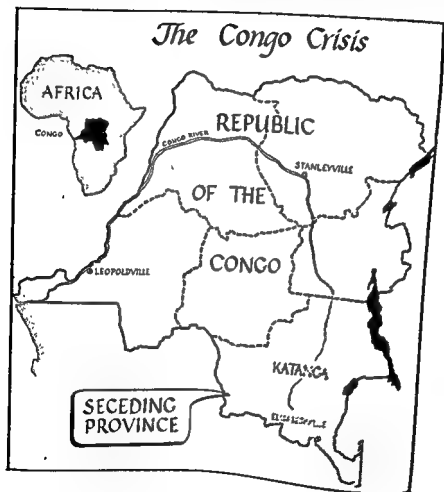 The Congo Crisis
AFRICA
CONGO
CONGO RIVER
REPUBLIC
STANLEYVILLE
OF THE
LEOPOLDVILLE
CONGO
KATANGA
SECEDING
PROVINCE